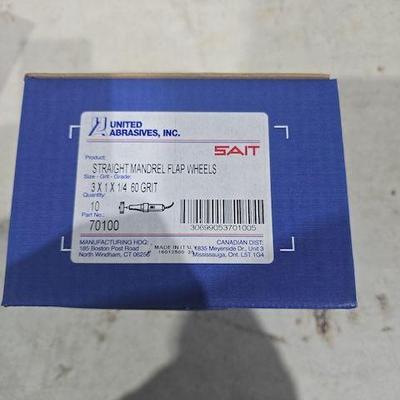 UNITED
ABRASIVES, INC.
SAIT
Product:
STRAIGHT MANDREL FLAP WHEELS
Size - Grit - Grade:
3 X 1 X 1/4 60 GRIT
Quantity:
10
Part No.:
70100
30699053701005
MANUFACTURING HDQ:
185 Boston Post Road
North Windham, CT 06256
MADE IN
CANADIAN DIST:
6835 Meyerside Dr., Unit 3
Mississauga, Ont. L5T 1G4